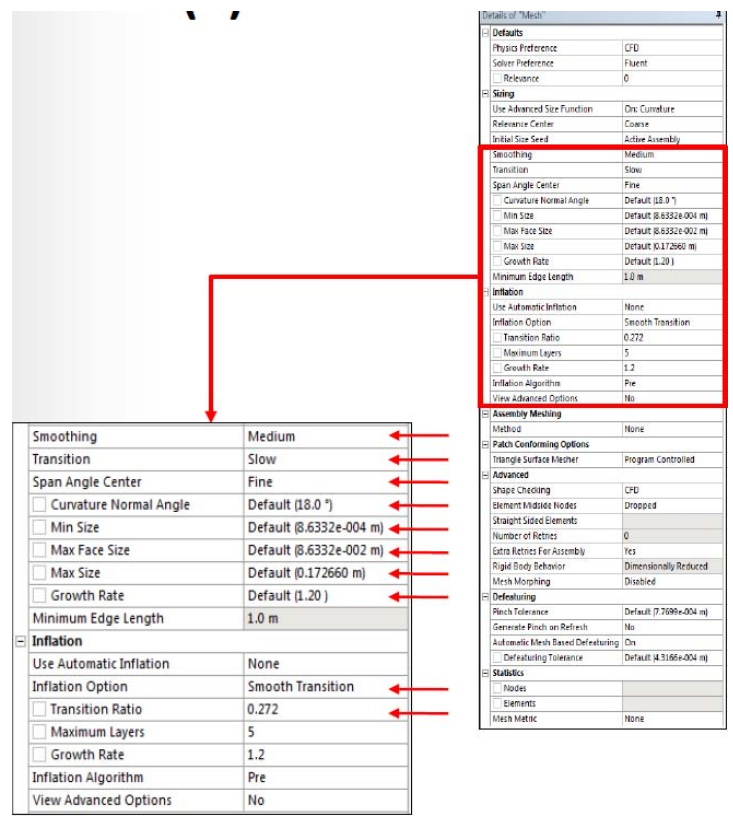 Details of "Mesh"
Defaults
Physics Preference CFD
Solver Preference Fluent
Relevance 0
Sizing
Use Advanced Size Function On: Curvature
Relevance Center Coarse
Initial Size Seed Active Assembly
Smoothing Medium
Transition Slow
Span Angle Center Fine
Curvature Normal Angle Default (18.0 °)
Min Size Default (8.6332e-004 m)
Max Face Size Default (8.6332e-002 m)
Max Size Default (0.172660 m)
Growth Rate Default (1.20 )
Minimum Edge Length 1.0 m
Inflation
Use Automatic Inflation None
Inflation Option Smooth Transition
Transition Ratio 0.272
Maximum Layers 5
Growth Rate 1.2
Inflation Algorithm Pre
View Advanced Options No
Assembly Meshing
Method None
Patch Conforming Options
Triangle Surface Mesher Program Controlled
Advanced
Shape Checking CFD
Element Midside Nodes Dropped
Straight Sided Elements
Number of Retries 0
Extra Retries For Assembly Yes
Rigid Body Behavior Dimensionally Reduced
Mesh Morphing Disabled
Defeaturing
Pinch Tolerance Default (7.7699e-004 m)
Generate Pinch on Refresh No
Automatic Mesh Based Defeaturing On
Defeaturing Tolerance Default (4.3166e-004 m)
Statistics
Nodes
Elements
Mesh Metric None
Smoothing Medium
Transition Slow
Span Angle Center Fine
Curvature Normal Angle Default (18.0 °)
Min Size Default (8.6332e-004 m)
Max Face Size Default (8.6332e-002 m)
Max Size Default (0.172660 m)
Growth Rate Default (1.20 )
Minimum Edge Length 1.0 m
Inflation
Use Automatic Inflation None
Inflation Option Smooth Transition
Transition Ratio 0.272
Maximum Layers 5
Growth Rate 1.2
Inflation Algorithm Pre
View Advanced Options No